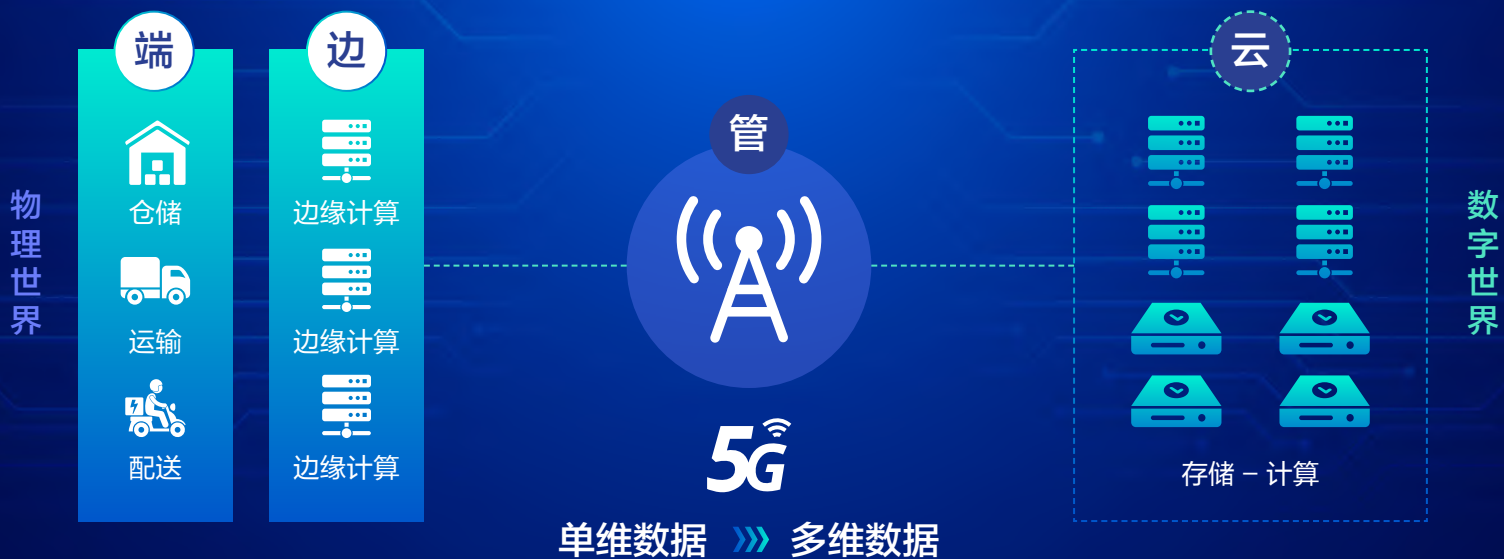 物理世界
端
仓储
运输
配送
边
边缘计算
边缘计算
边缘计算
管
5G
单维数据 》》 多维数据
云
存储 – 计算
数字世界